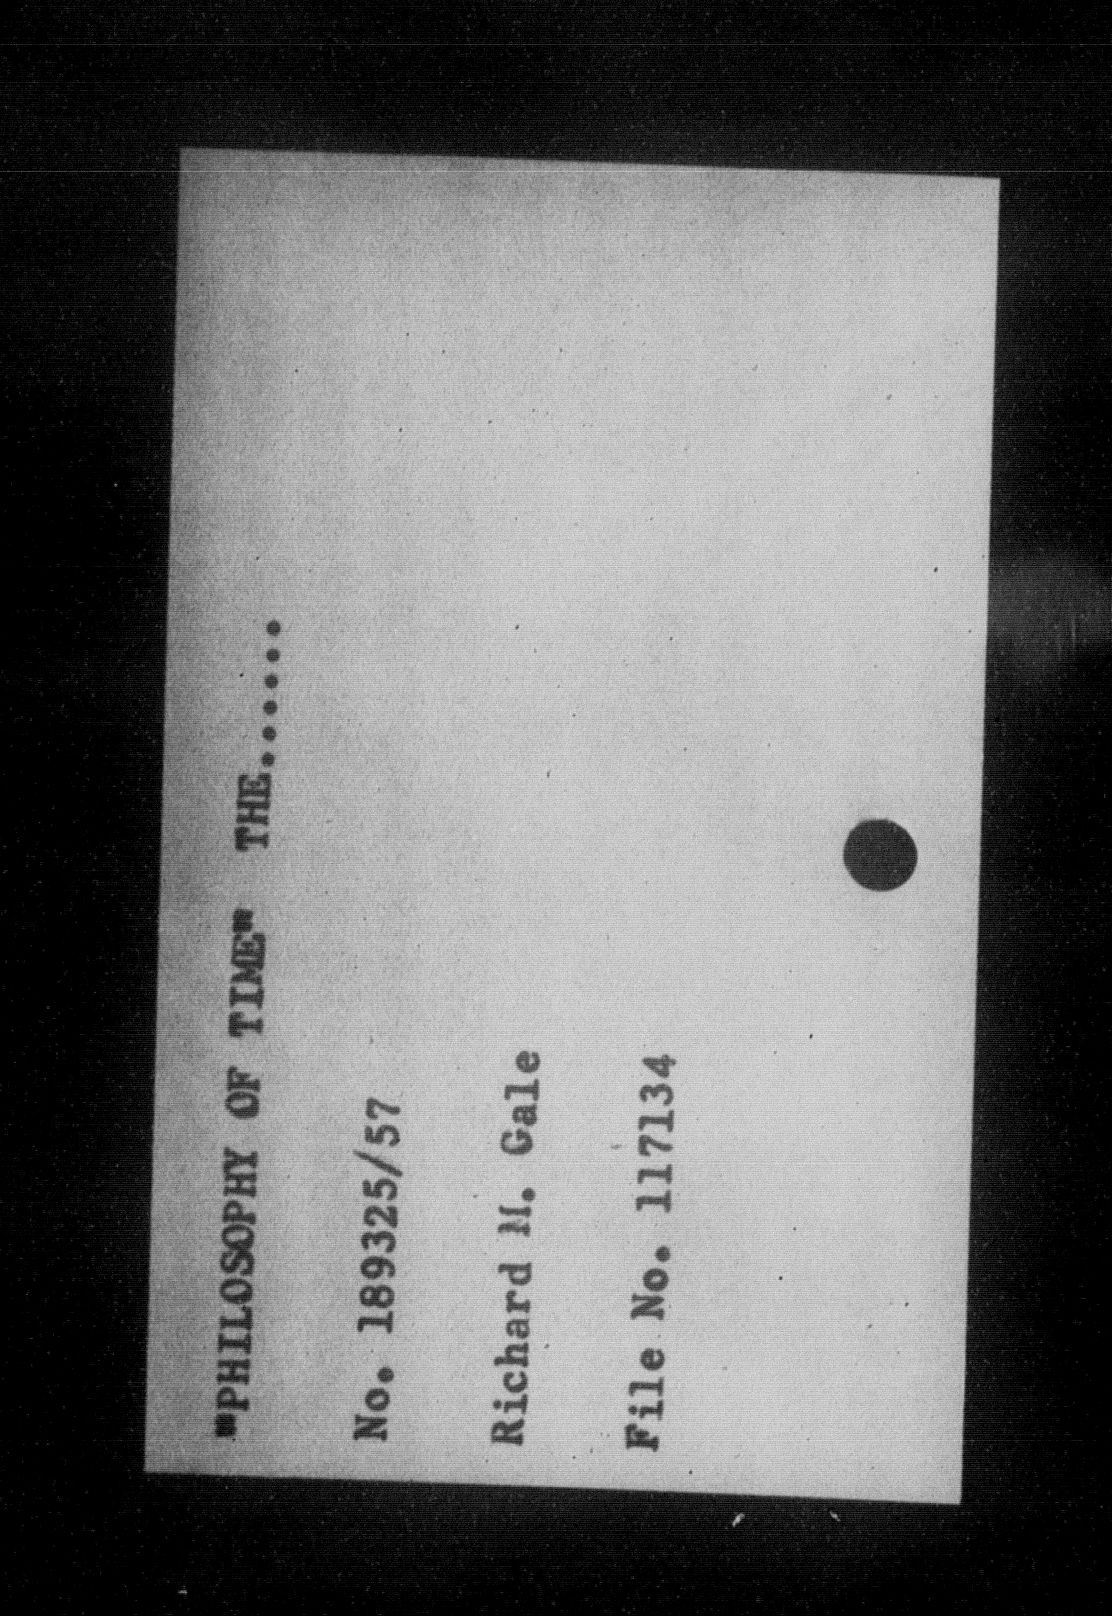 "PHILOSOPHY OF TIME" THE......
No. 189325/57
Richard M. Gale
File No. 117134